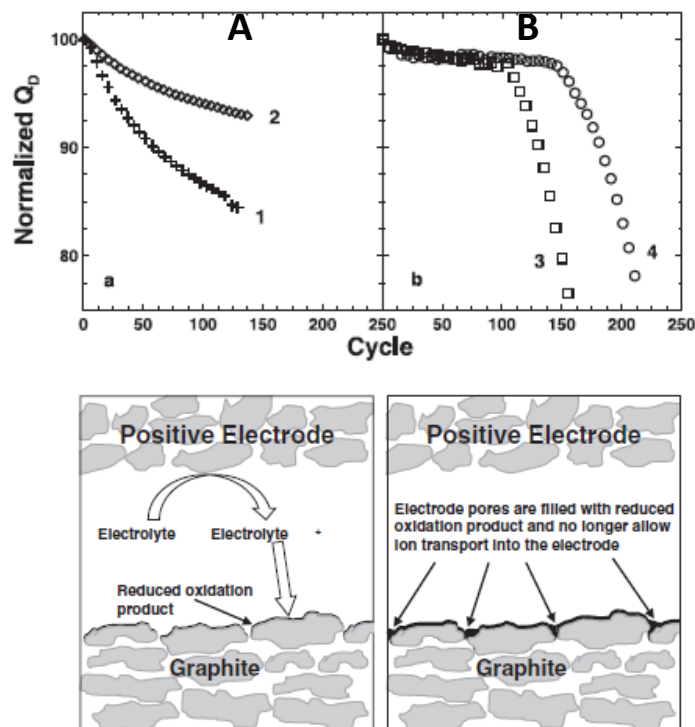 A
B
100
90
80
Normalized Q_D
2
1
3
4
a
b
0
50
100
150
200
250
50
100
150
200
250
Cycle
Positive Electrode
Electrolyte Electrolyte +
Reduced oxidation
product
Graphite
Positive Electrode
Electrode pores are filled with reduced
oxidation product and no longer allow
ion transport into the electrode
Graphite